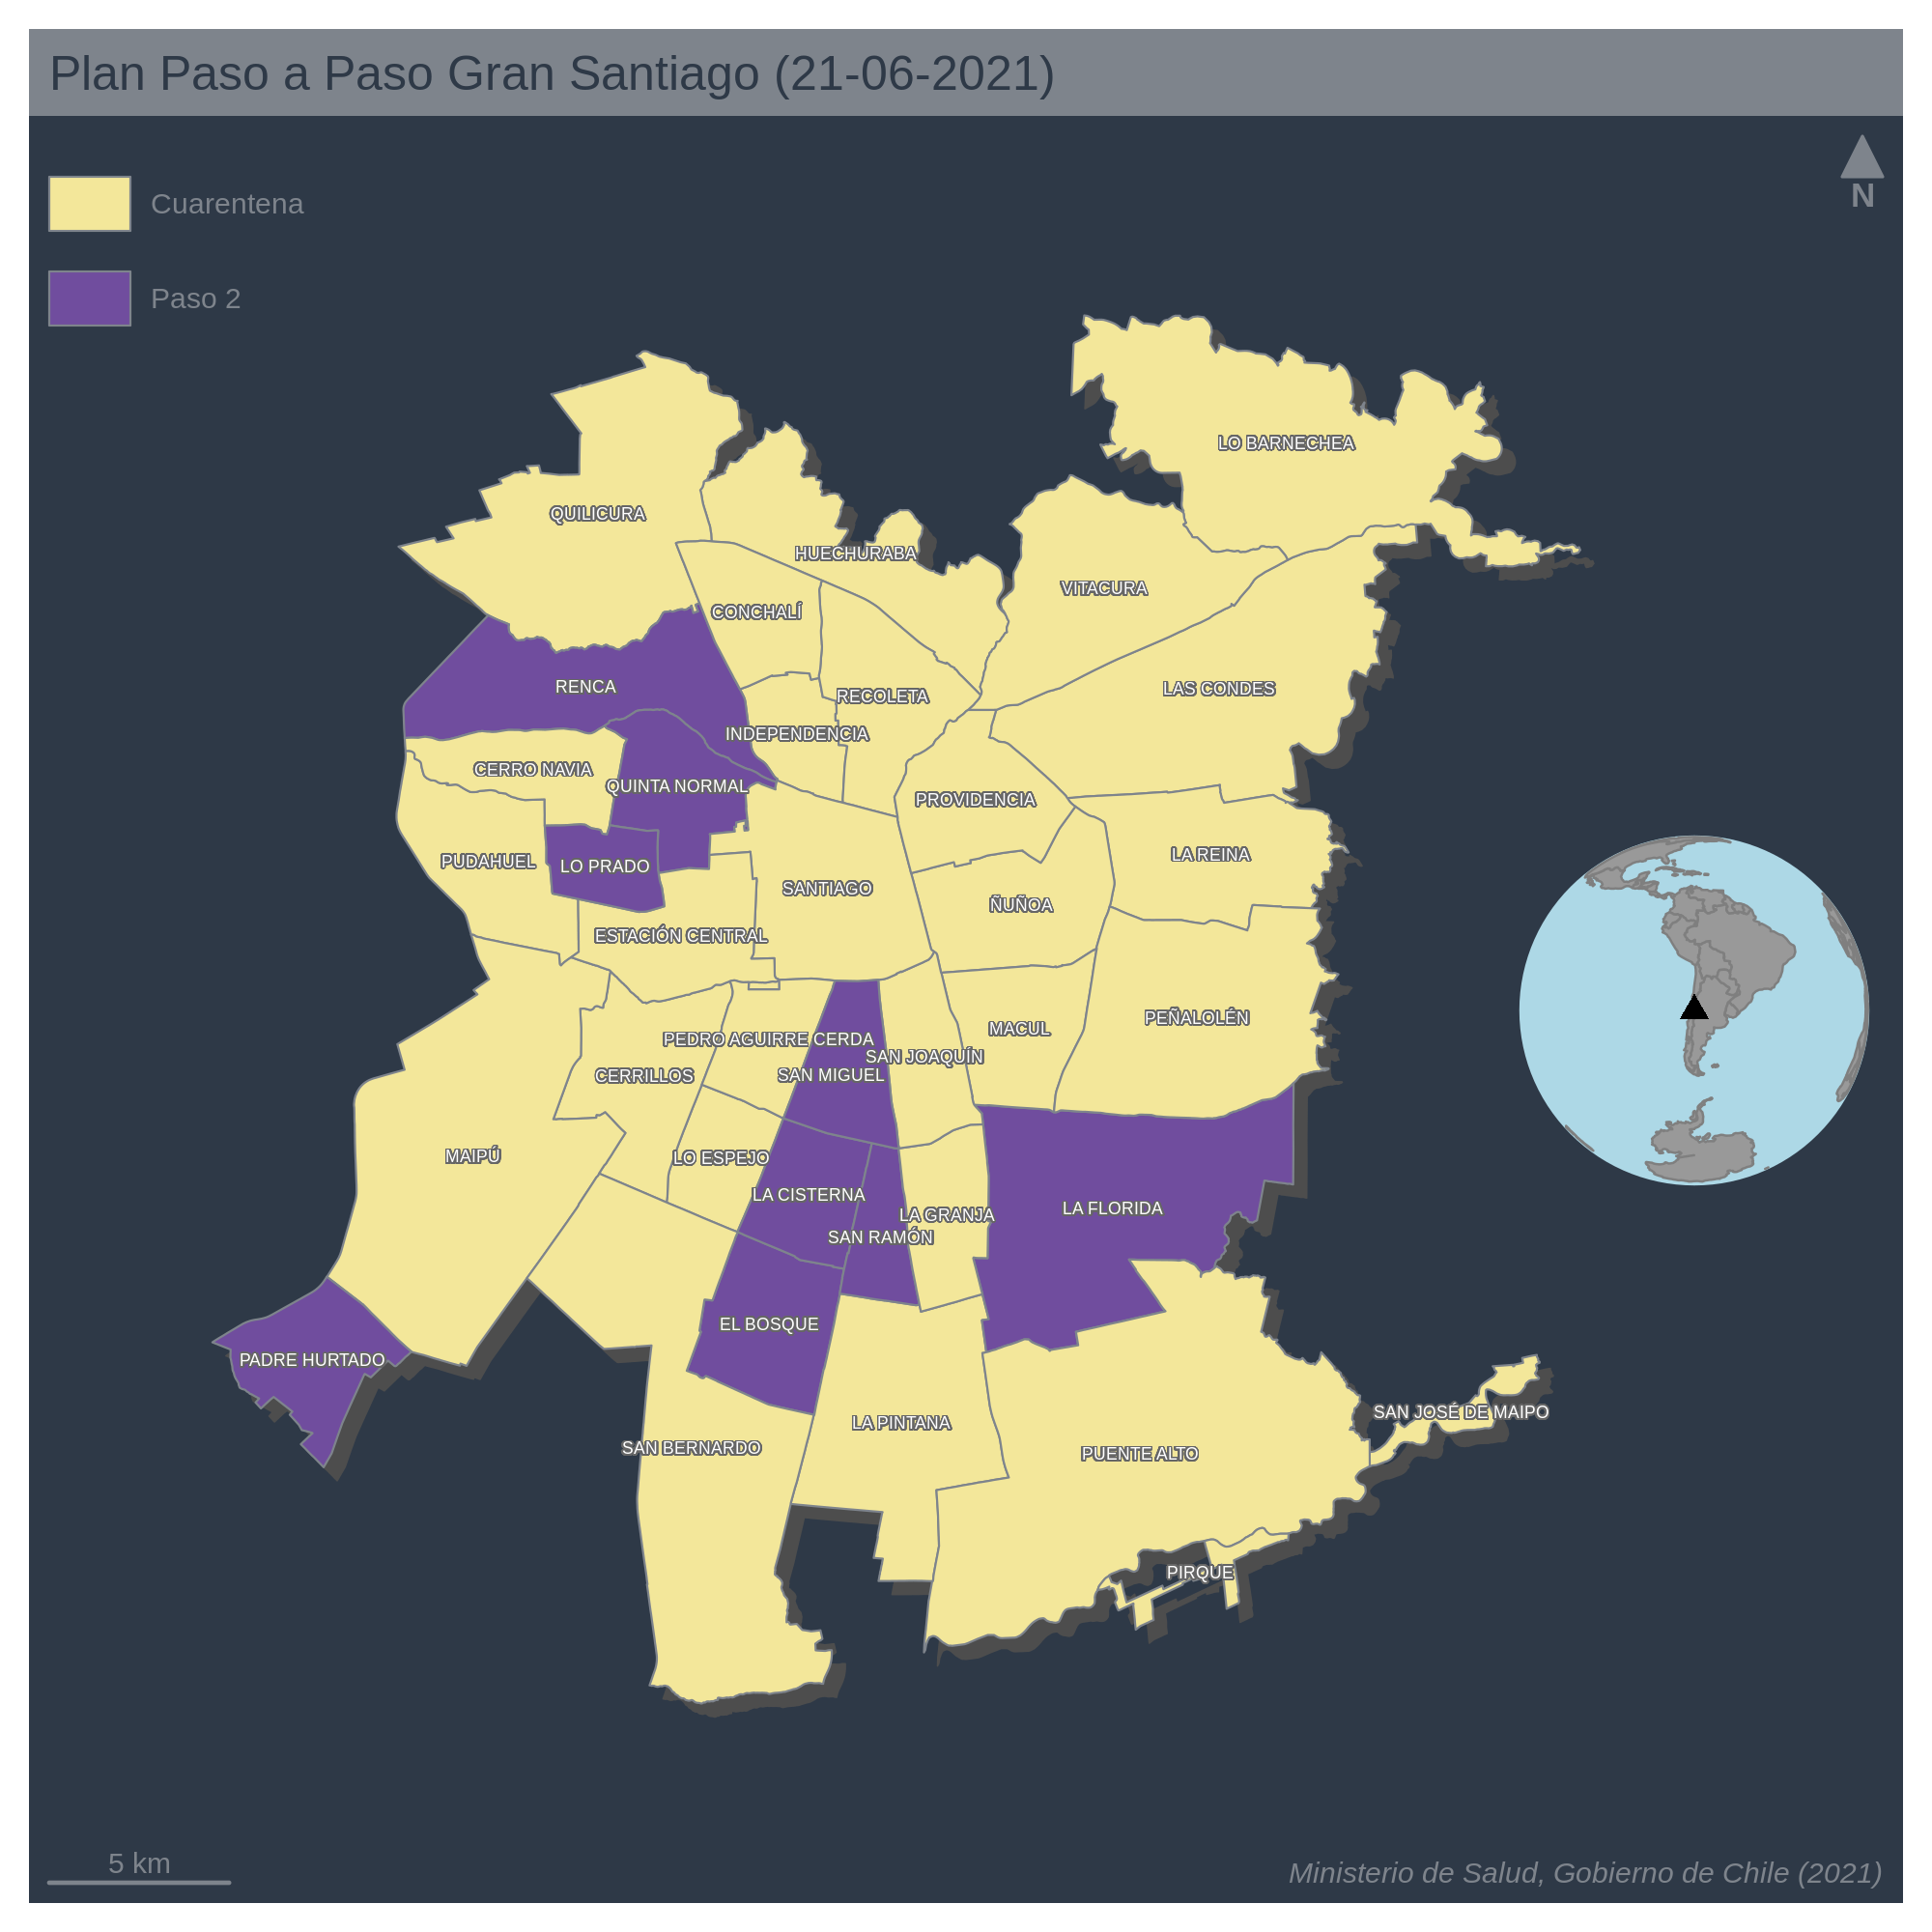 Plan Paso a Paso Gran Santiago (21-06-2021)
N
Cuarentena
Paso 2
LO BARNECHEA
QUILICURA
HUECHURABA
VITACURA
CONCHALÍ
RENCA
LAS CONDES
RECOLETA
INDEPENDENCIA
CERRO NAVIA
QUINTA NORMAL
PROVIDENCIA
LA REINA
PUDAHUEL
LO PRADO
SANTIAGO
ÑUÑOA
ESTACIÓN CENTRAL
PEÑALOLÉN
MACUL
PEDRO AGUIRRE CERDA
SAN JOAQUÍN
CERRILLOS
SAN MIGUEL
MAIPÚ
LO ESPEJO
LA CISTERNA
LA FLORIDA
LA GRANJA
SAN RAMÓN
EL BOSQUE
PADRE HURTADO
SAN JOSÉ DE MAIPO
LA PINTANA
SAN BERNARDO
PUENTE ALTO
PIRQUE
5 km
Ministerio de Salud, Gobierno de Chile (2021)